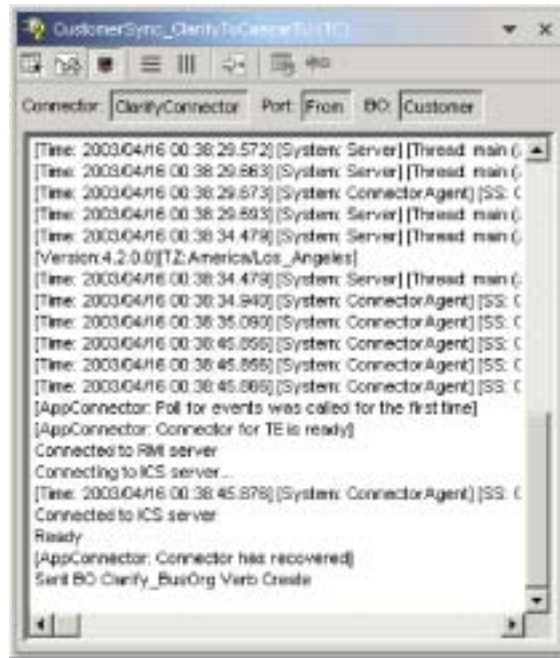 CustomerSync_ClarifyToCaesarTU (TC)
Connector: ClarifyConnector Port: From BO: Customer
[Time: 2003/04/16 00:38:29.572] [System: Server] [Thread: main (
[Time: 2003/04/16 00:38:29.663] [System: Server] [Thread: main (
[Time: 2003/04/16 00:38:29.673] [System: ConnectorAgent] [SS: C
[Time: 2003/04/16 00:38:29.693] [System: Server] [Thread: main (
[Time: 2003/04/16 00:38:34.479] [System: Server] [Thread: main (
[Version:4.2.0.0][TZ:America/Los_Angeles]
[Time: 2003/04/16 00:38:34.479] [System: Server] [Thread: main (
[Time: 2003/04/16 00:38:34.940] [System: ConnectorAgent] [SS: C
[Time: 2003/04/16 00:38:35.090] [System: ConnectorAgent] [SS: C
[Time: 2003/04/16 00:38:45.856] [System: ConnectorAgent] [SS: C
[Time: 2003/04/16 00:38:45.856] [System: ConnectorAgent] [SS: C
[Time: 2003/04/16 00:38:45.866] [System: ConnectorAgent] [SS: C
[AppConnector: Poll for events was called for the first time]
[AppConnector: Connector for TE is ready]
Connected to RMI server
Connecting to ICS server...
[Time: 2003/04/16 00:38:45.876] [System: ConnectorAgent] [SS: C
Connected to ICS server
Ready
[AppConnector: Connector has recovered]
Sent BO Clarify_BusOrg Verb Create